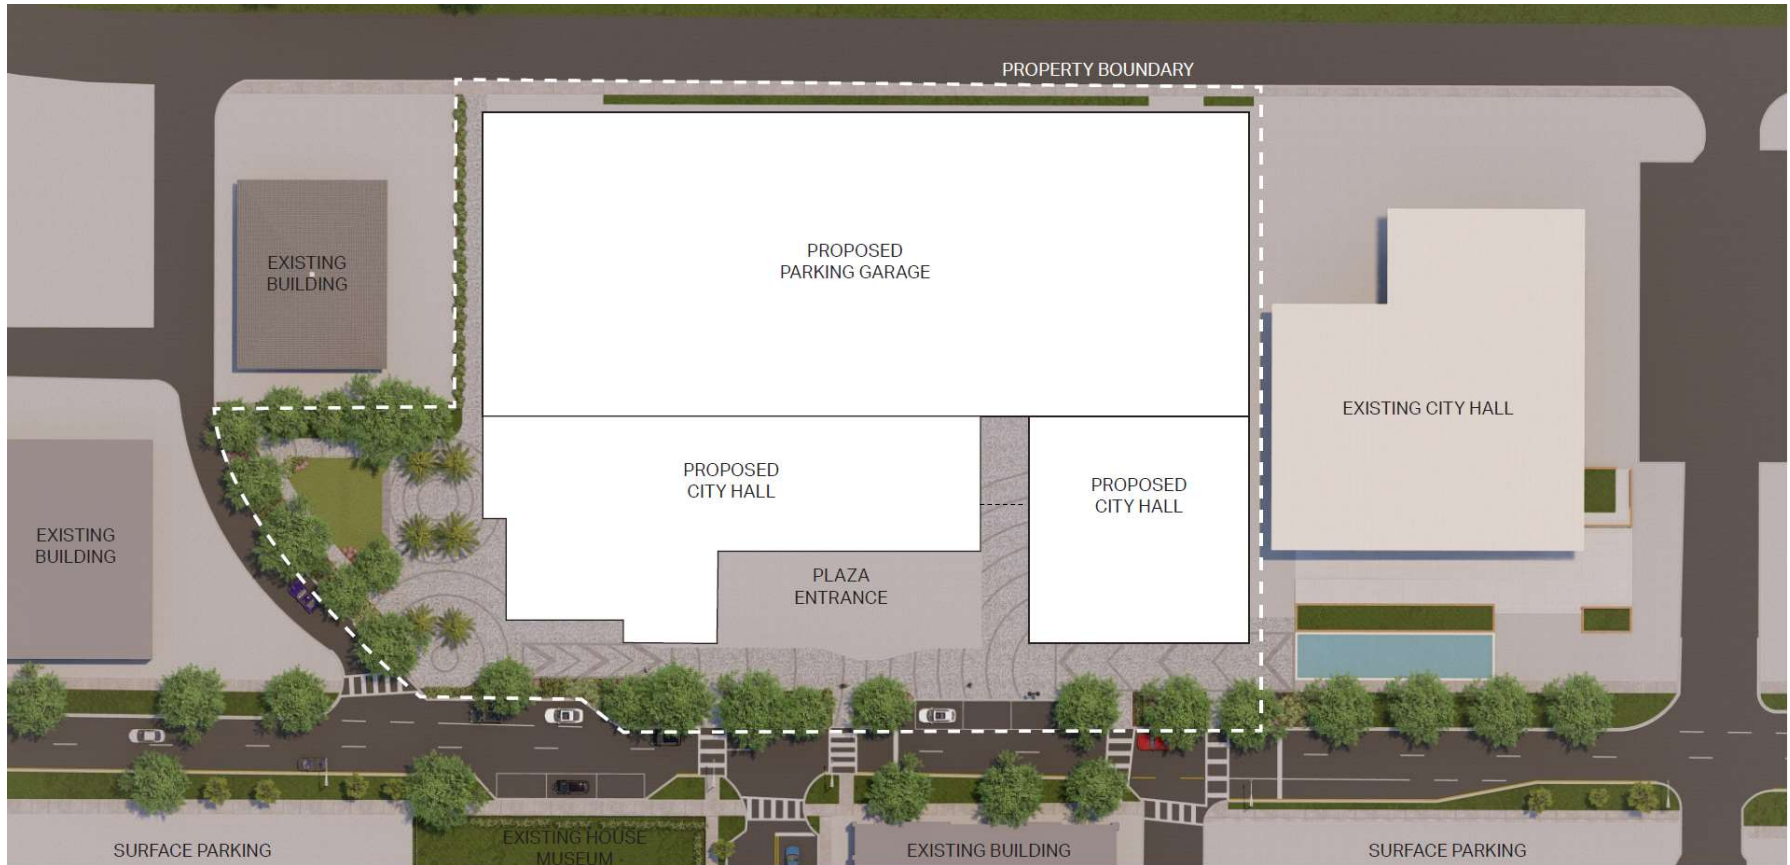 PROPERTY BOUNDARY
PROPOSED
PARKING GARAGE
EXISTING
BUILDING
EXISTING CITY HALL
PROPOSED
CITY HALL
PROPOSED
CITY HALL
EXISTING
BUILDING
PLAZA
ENTRANCE
SURFACE PARKING
EXISTING HOUSE
MUSEUM
EXISTING BUILDING
SURFACE PARKING